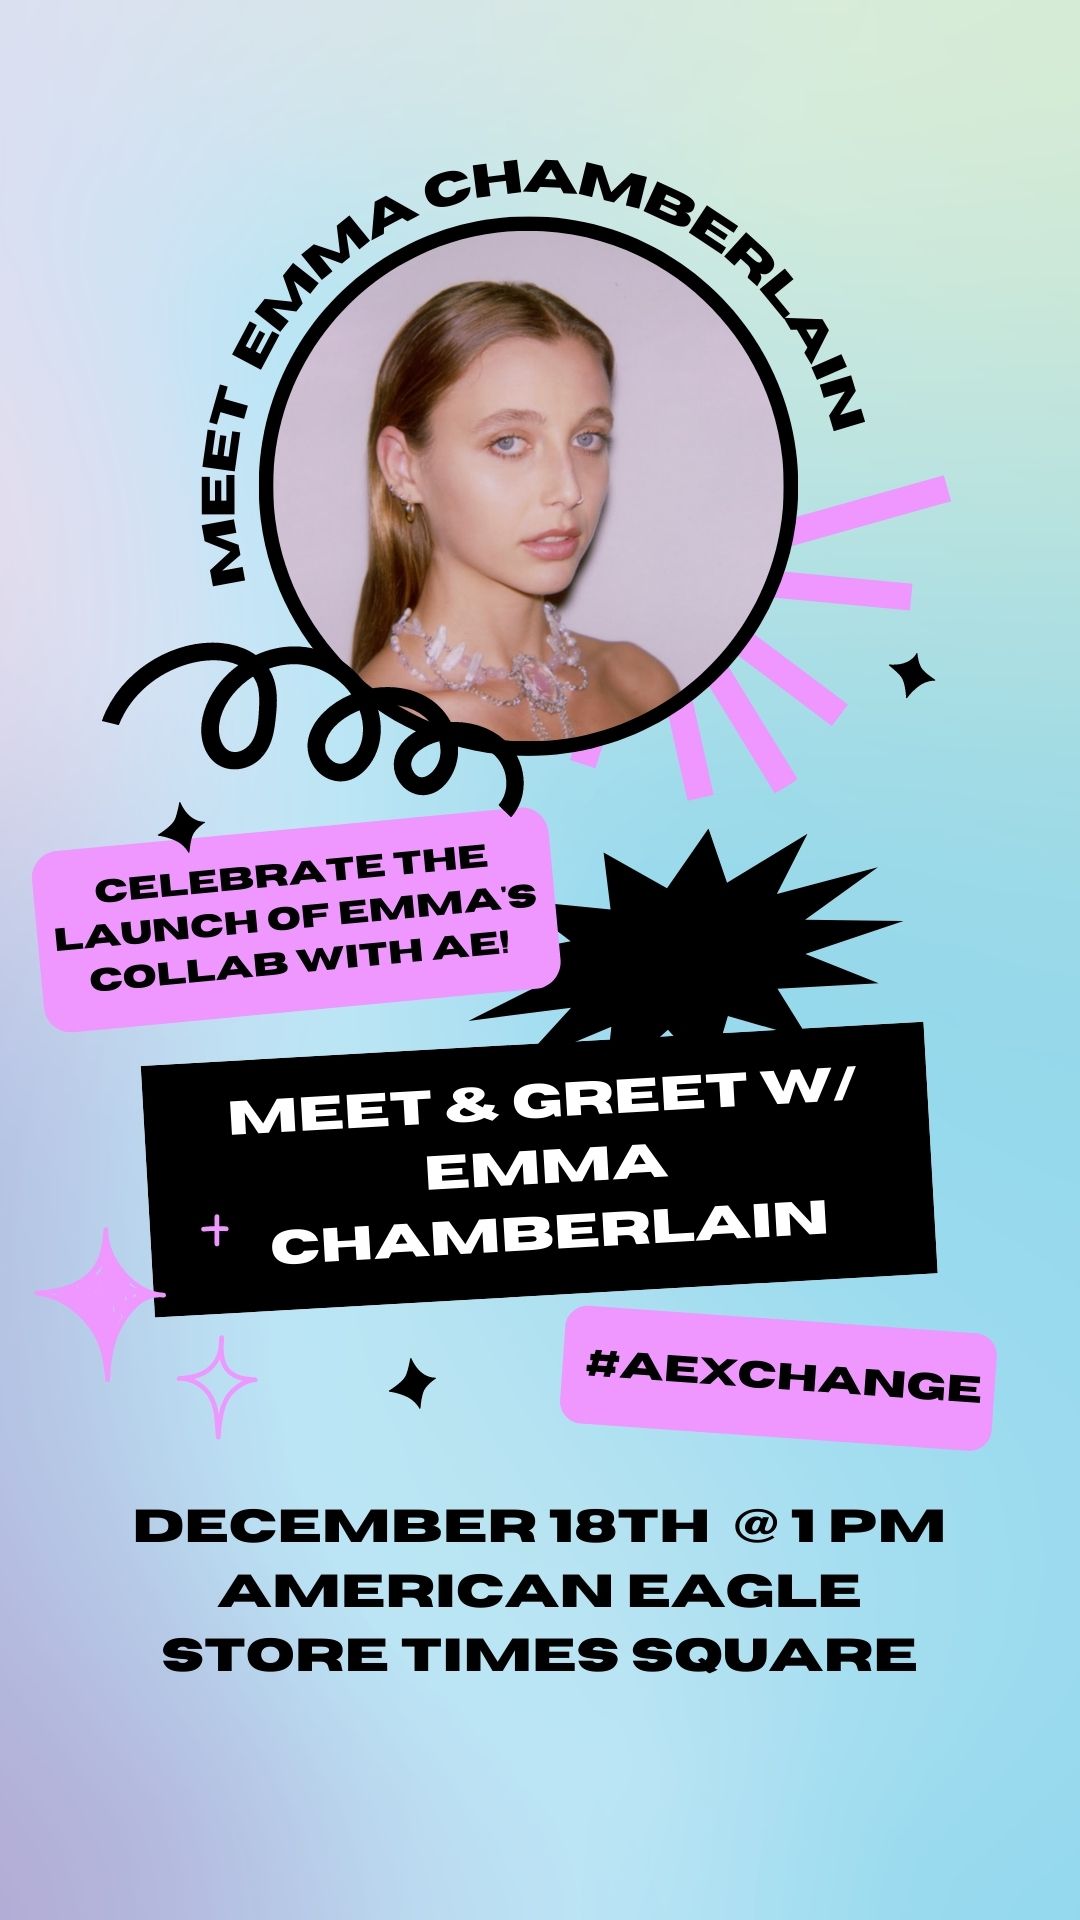 MEET EMMA CHAMBERLAIN
CELEBRATE THE
LAUNCH OF EMMA'S
COLLAB WITH AE!
MEET & GREET W/
EMMA
CHAMBERLAIN
#AEXCHANGE
DECEMBER 18TH @ 1 PM
AMERICAN EAGLE
STORE TIMES SQUARE